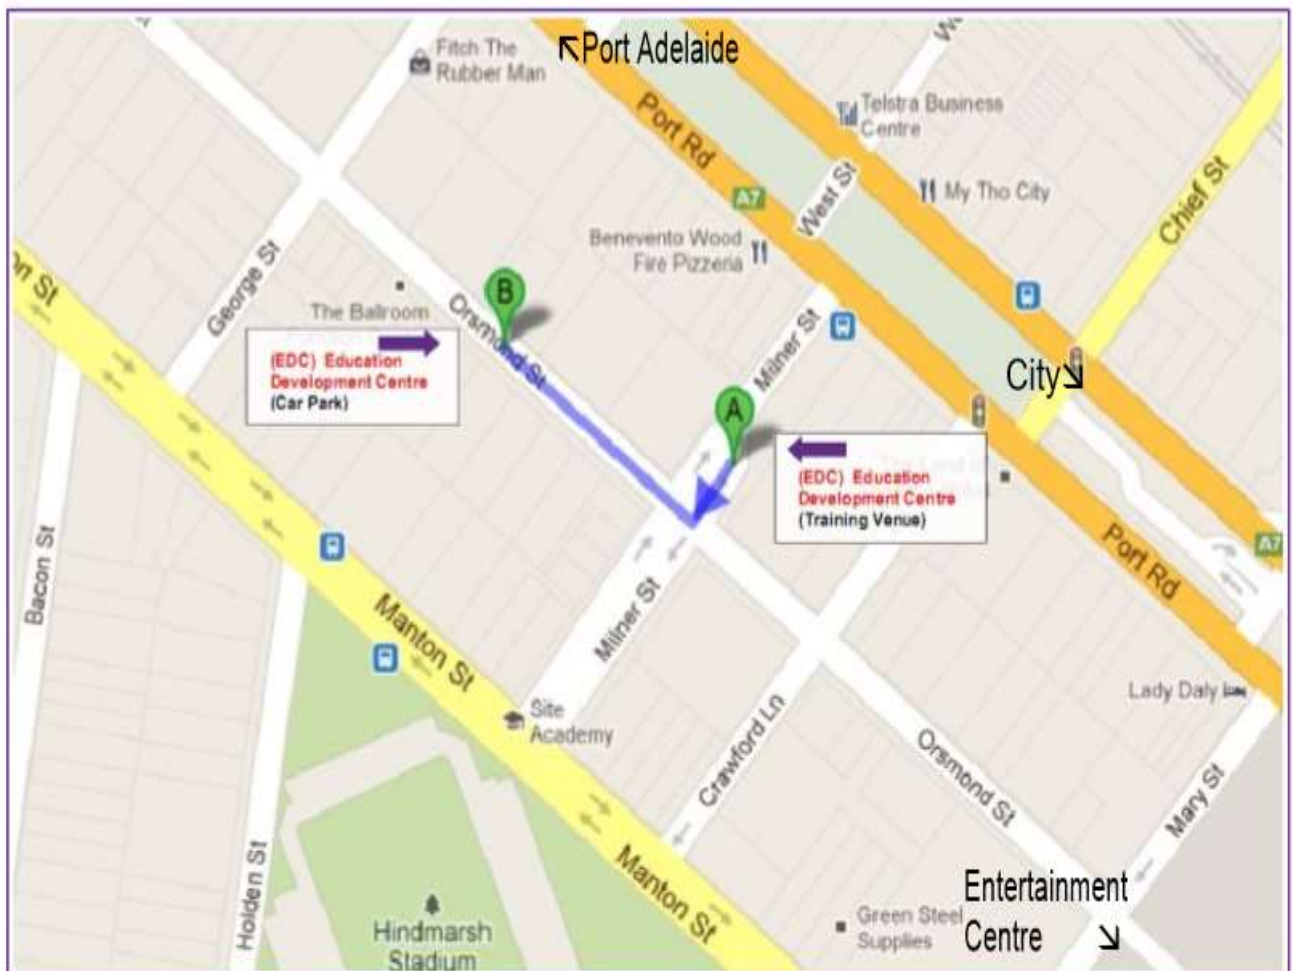 Port Adelaide
Fitch The
Rubber Man
Port Rd
Telstra Business
Centre
A7
West St
My Tho City
Chief St
Benevento Wood
Fire Pizzeria
George St
B
The Ballroom
Orsmond St
Milner St
City
(EDC) Education
Development Centre
(Car Park)
A
(EDC) Education
Development Centre
(Training Venue)
Port Rd
A7
Bacon St
Manton St
Milner St
Lady Daly
Site
Academy
Crawford Ln
Orsmond St
Mary St
Holden St
Manton St
Entertainment
Centre
Green Steel
Supplies
Hindmarsh
Stadium